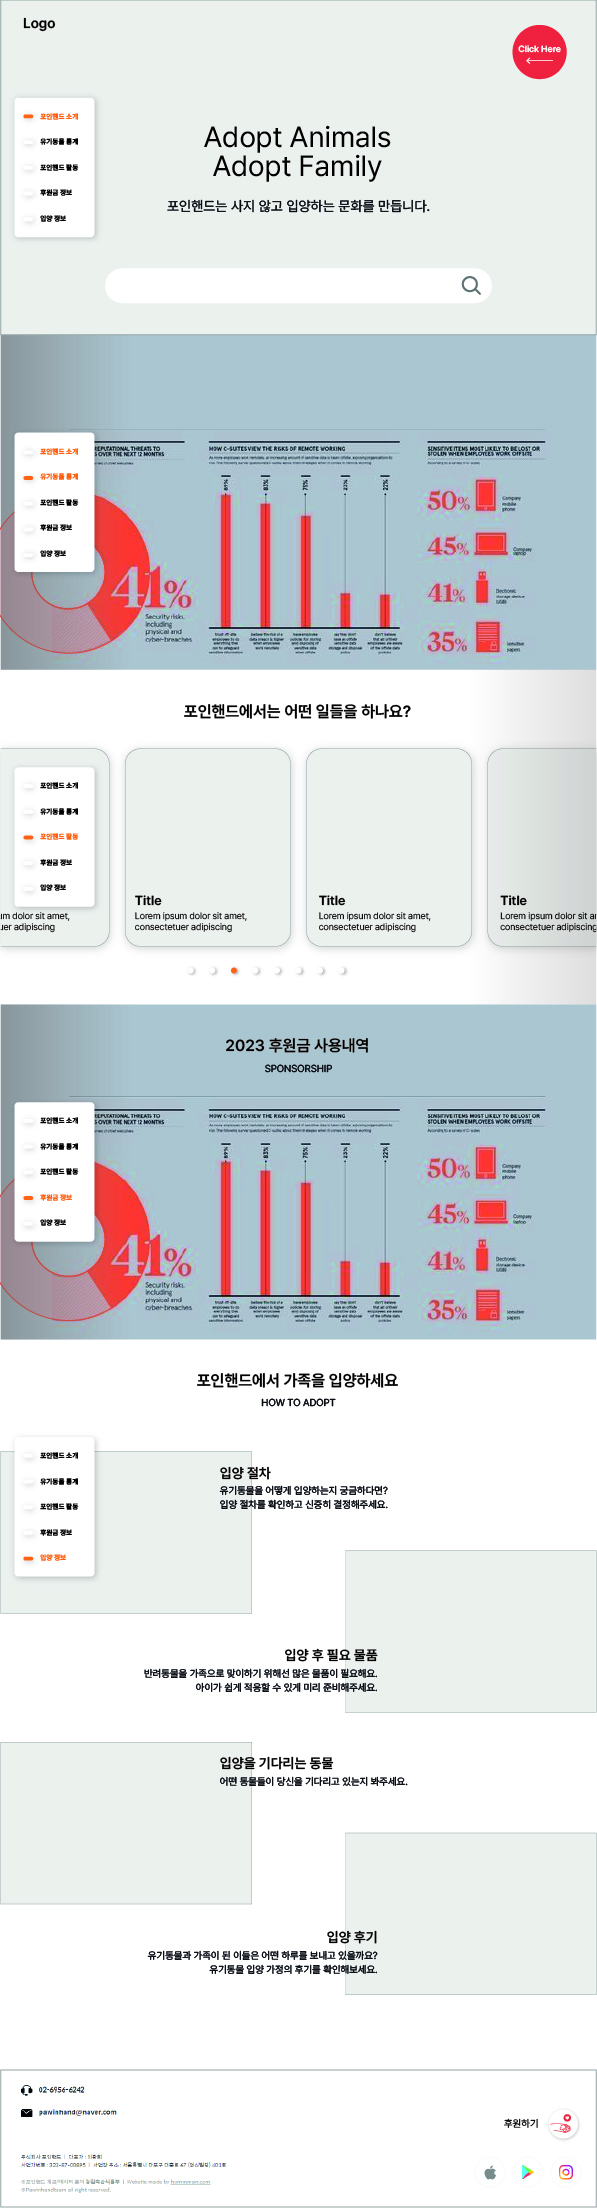 Logo
Click Here
포인핸드 소개
유기동물 통계
포인핸드 활동
후원금 정보
입양 정보
Adopt Animals
Adopt Family
포인핸드는 사지 않고 입양하는 문화를 만듭니다.
포인핸드 소개
유기동물 통계
포인핸드 활동
후원금 정보
입양 정보
REPUTATIONAL THREATS TO
S OVER THE NEXT 12 MONTHS
41%
Security risks,
including
physical and
cyber-breaches
HOW C-SUITES VIEW THE RISKS OF REMOTE WORKING
89%
83%
75%
23%
22%
SENSITIVE ITEMS MOST LIKELY TO BE LOST OR
STOLEN WHEN EMPLOYEES WORK OFFSITE
50%
Company
mobile
phone
45%
Company
laptop
41%
Electronic
storage device
(USB)
35%
Sensitive
papers
포인핸드에서는 어떤 일들을 하나요?
포인핸드 소개
유기동물 통계
포인핸드 활동
후원금 정보
입양 정보
um dolor sit amet,
uer adipiscing
Title
Lorem ipsum dolor sit amet,
consectetuer adipiscing
Title
Lorem ipsum dolor sit amet,
consectetuer adipiscing
Title
Lorem ipsum dolor sit a
consectetuer adipiscing
2023 후원금 사용내역
SPONSORSHIP
포인핸드 소개
유기동물 통계
포인핸드 활동
후원금 정보
입양 정보
REPUTATIONAL THREATS TO
S OVER THE NEXT 12 MONTHS
41%
Security risks,
including
physical and
cyber-breaches
HOW C-SUITES VIEW THE RISKS OF REMOTE WORKING
89%
83%
75%
23%
22%
SENSITIVE ITEMS MOST LIKELY TO BE LOST OR
STOLEN WHEN EMPLOYEES WORK OFFSITE
50%
Company
mobile
phone
45%
Company
laptop
41%
Electronic
storage device
(USB)
35%
Sensitive
papers
포인핸드에서 가족을 입양하세요
HOW TO ADOPT
포인핸드 소개
유기동물 통계
포인핸드 활동
후원금 정보
입양 정보
입양 절차
유기동물을 어떻게 입양하는지 궁금하다면?
입양 절차를 확인하고 신중히 결정해주세요.
입양 후 필요 물품
반려동물을 가족으로 맞이하기 위해선 많은 물품이 필요해요.
아이가 쉽게 적응할 수 있게 미리 준비해주세요.
입양을 기다리는 동물
어떤 동물들이 당신을 기다리고 있는지 봐주세요.
입양 후기
유기동물과 가족이 된 이들은 어떤 하루를 보내고 있을까요?
유기동물 입양 가정의 후기를 확인해보세요.
02-6956-6242
pawinhand@naver.com
후원하기
주식회사 포인핸드 | 대표자 : 이환희